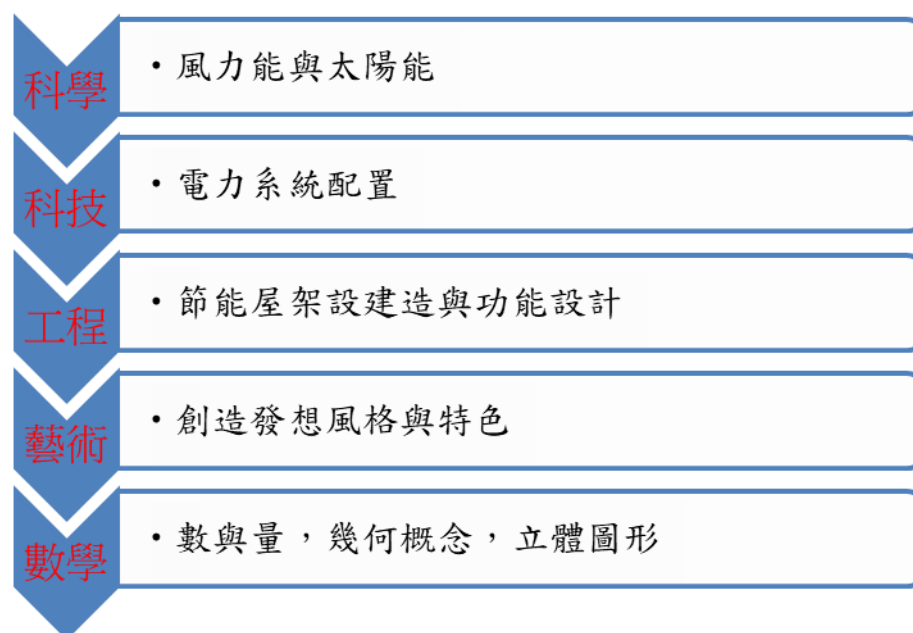 科學
・風力能與太陽能
科技
・電力系統配置
工程
・節能屋架設建造與功能設計
藝術
・創造發想風格與特色
數學
・數與量，幾何概念，立體圖形